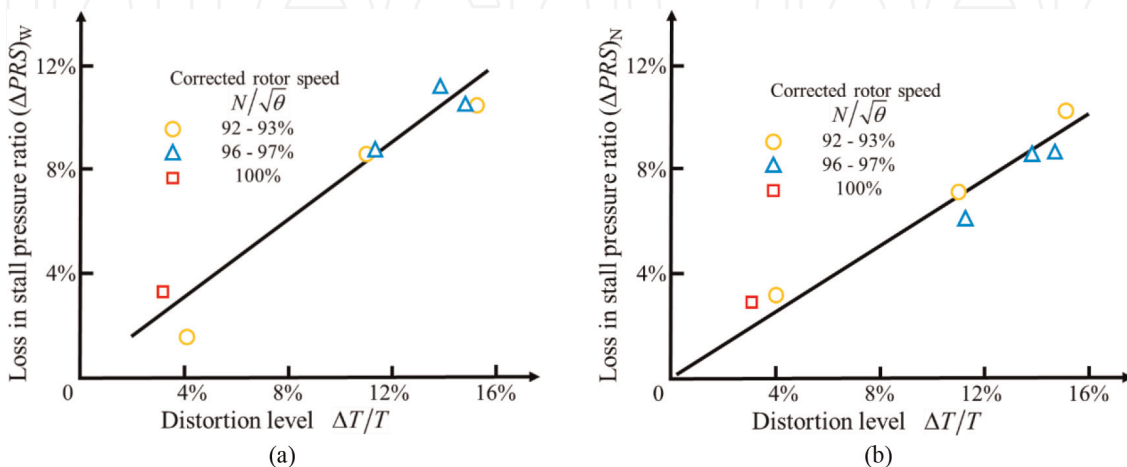 Loss in stall pressure ratio (ΔPRS)W
12%
8%
4%
0
Corrected rotor speed
N/√θ
92 - 93%
96 - 97%
100%
4%
8%
12%
16%
Distortion level ΔT/T
(a)
Loss in stall pressure ratio (ΔPRS)N
12%
8%
4%
0
Corrected rotor speed
N/√θ
92 - 93%
96 - 97%
100%
4%
8%
12%
16%
Distortion level ΔT/T
(b)